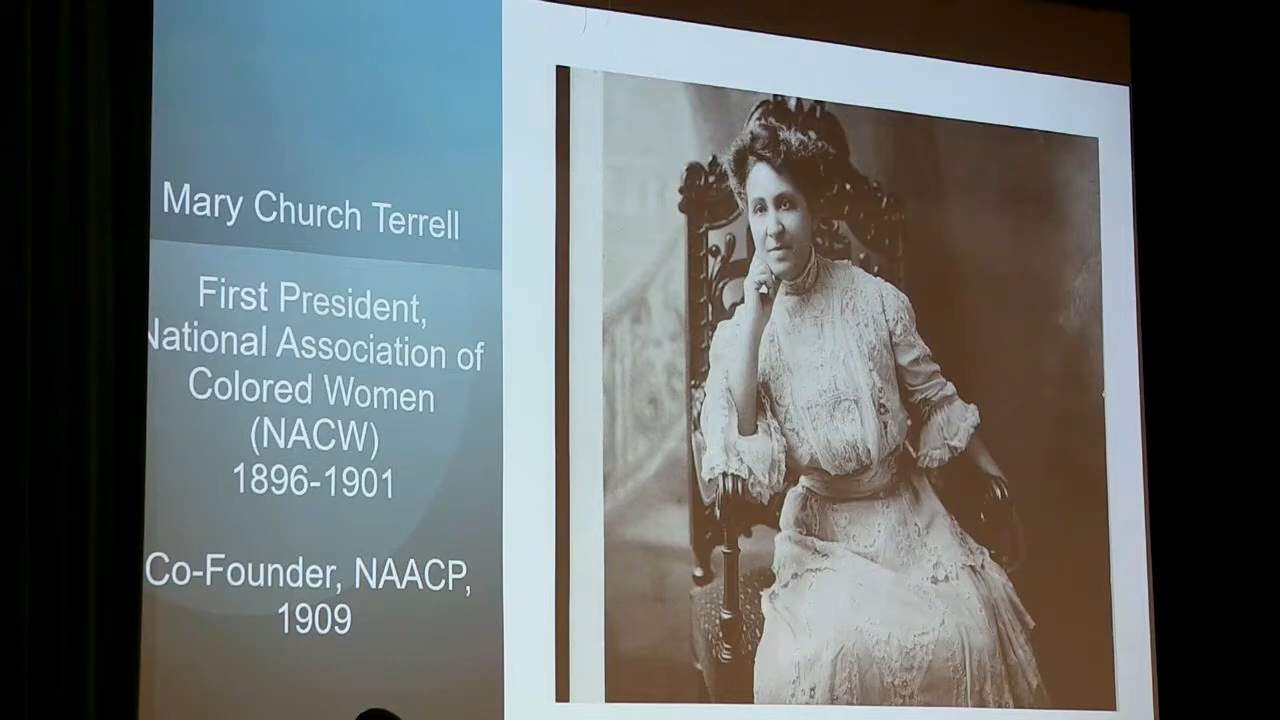 Mary Church Terrell
First President,
National Association of
Colored Women
(NACW)
1896-1901
Co-Founder, NAACP,
1909